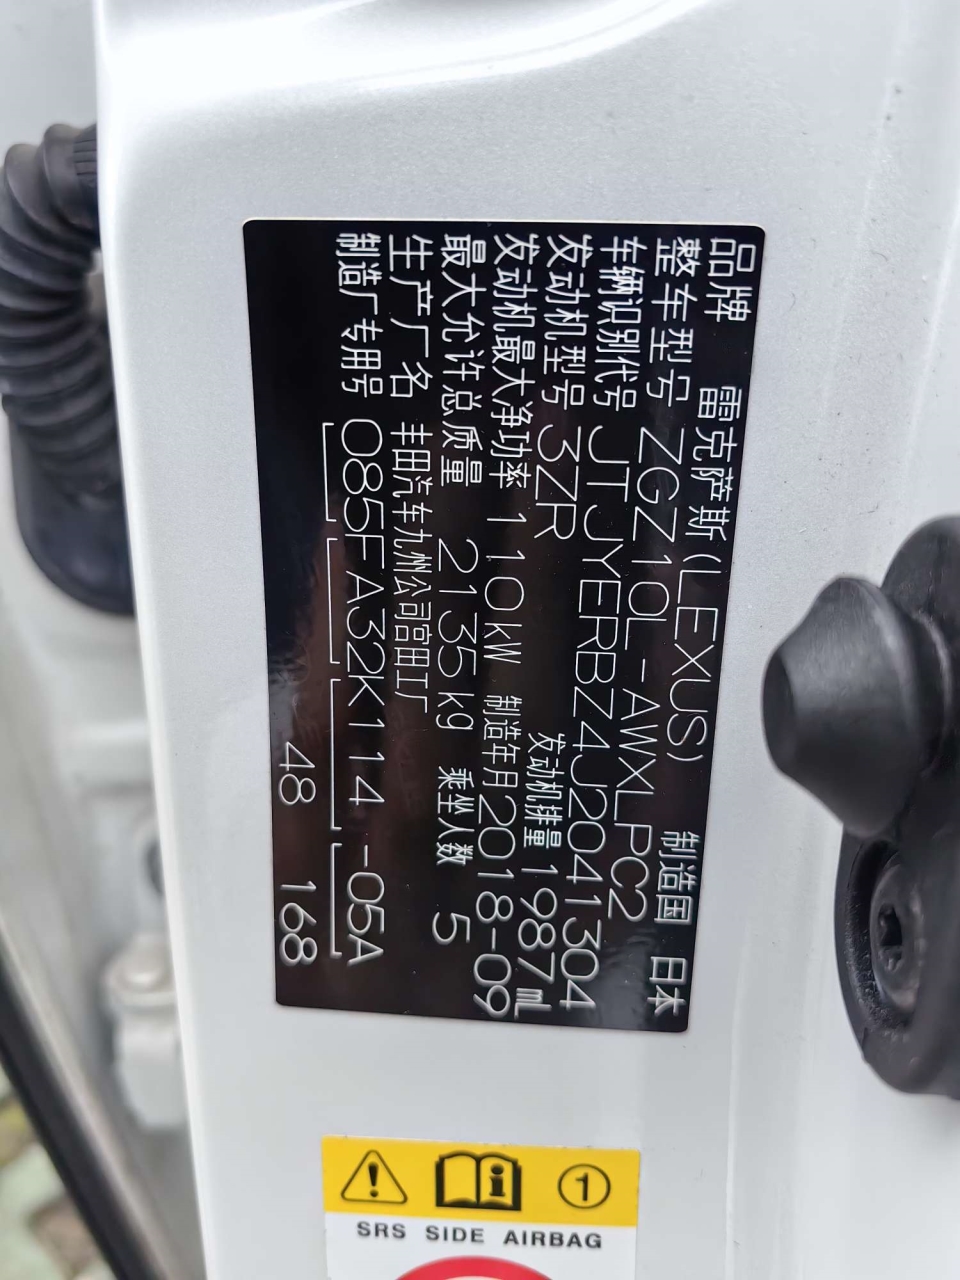 品牌 雷克萨斯(LEXUS) 制造国 日本
整车型号 ZGZ10L-AWXLPC2
车辆识别代号 JTJYERBZ4J2041304
发动机型号 3ZR 发动机排量 1987mL
发动机最大净功率 110kW 制造年月 2018-09
最大允许总质量 2135kg 乘坐人数 5
生产厂名 丰田汽车九州公司宫田工厂
制造厂专用号 085FA32K114-05A
48 168
1
SRS SIDE AIRBAG